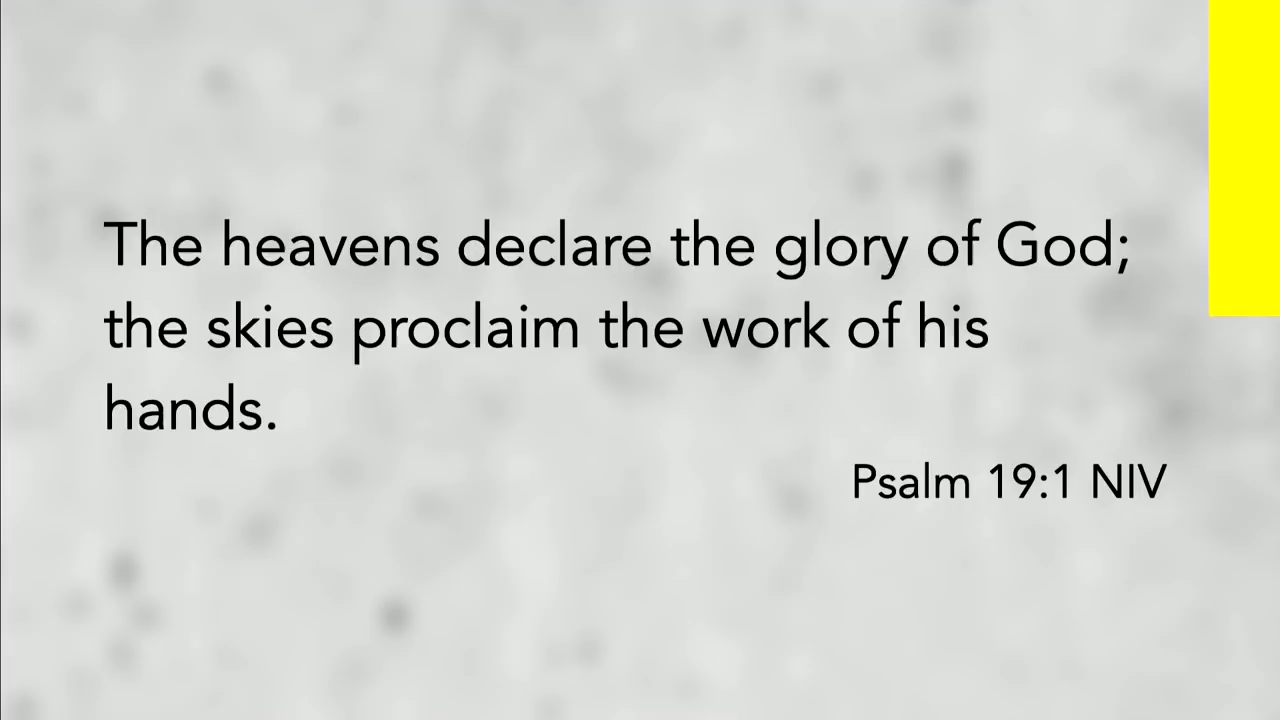 The heavens declare the glory of God;
the skies proclaim the work of his
hands.
Psalm 19:1 NIV